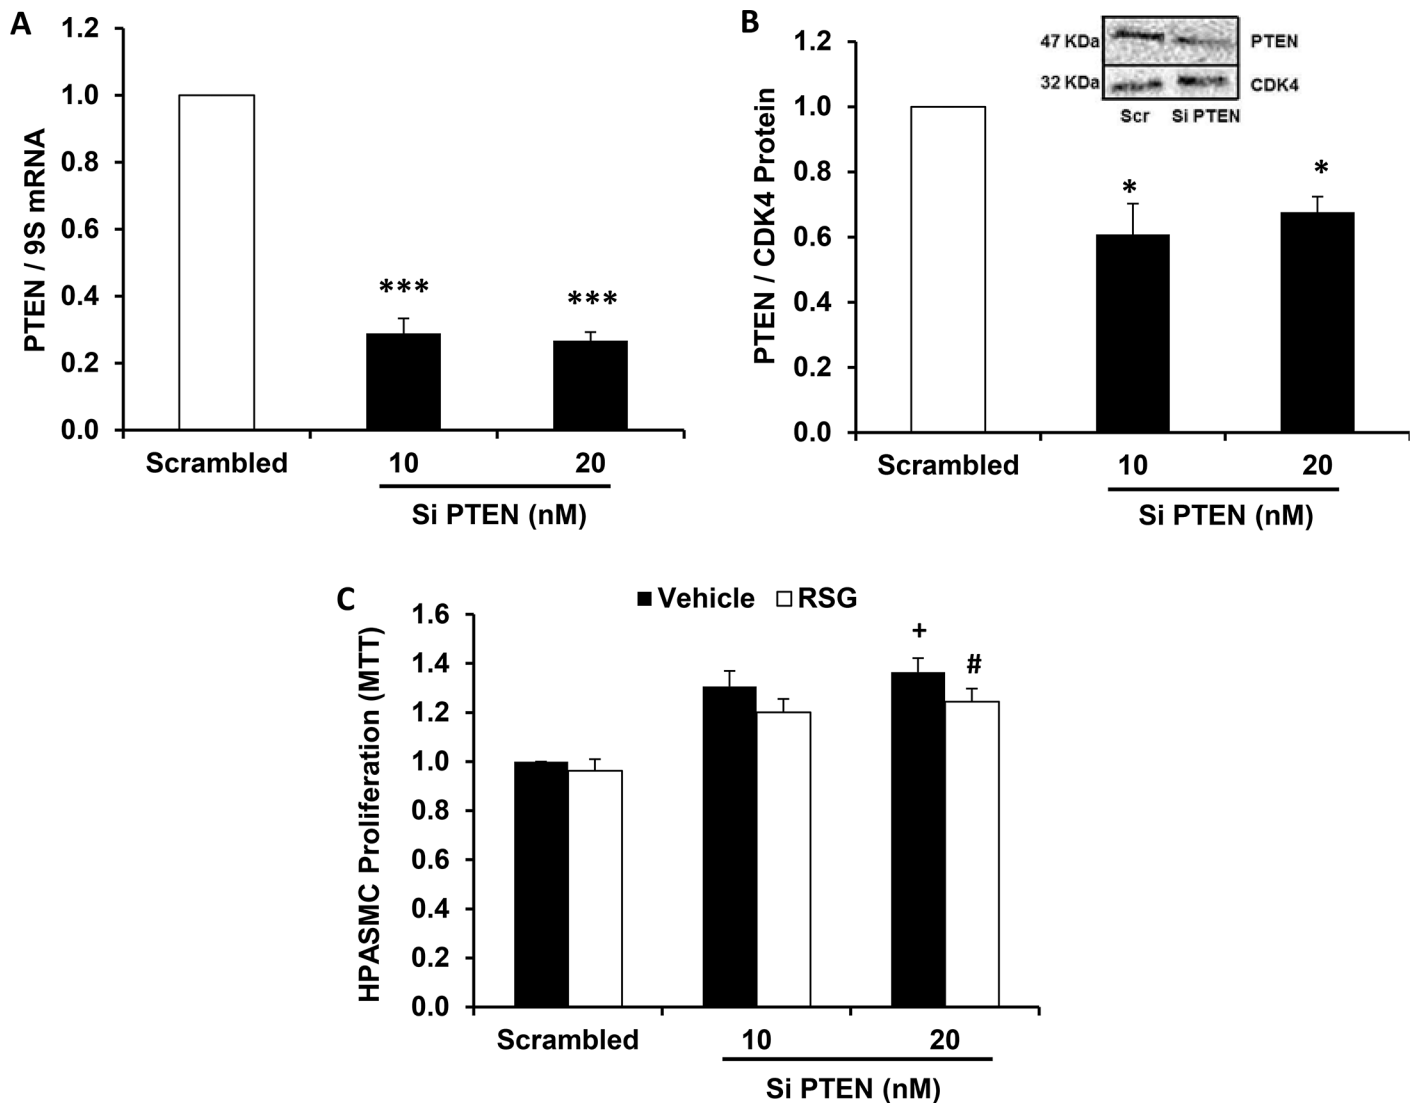 A
PTEN / 9S mRNA
1.2
1.0
0.8
0.6
0.4
0.2
0.0
***
***
Scrambled
10
20
Si PTEN (nM)
B
PTEN / CDK4 Protein
1.2
1.0
0.8
0.6
0.4
0.2
0.0
47 KDa
PTEN
32 KDa
CDK4
Scr
Si PTEN
*
*
Scrambled
10
20
Si PTEN (nM)
C
Vehicle
RSG
HPASMC Proliferation (MTT)
1.6
1.4
1.2
1.0
0.8
0.6
0.4
0.2
0.0
+
#
Scrambled
10
20
Si PTEN (nM)